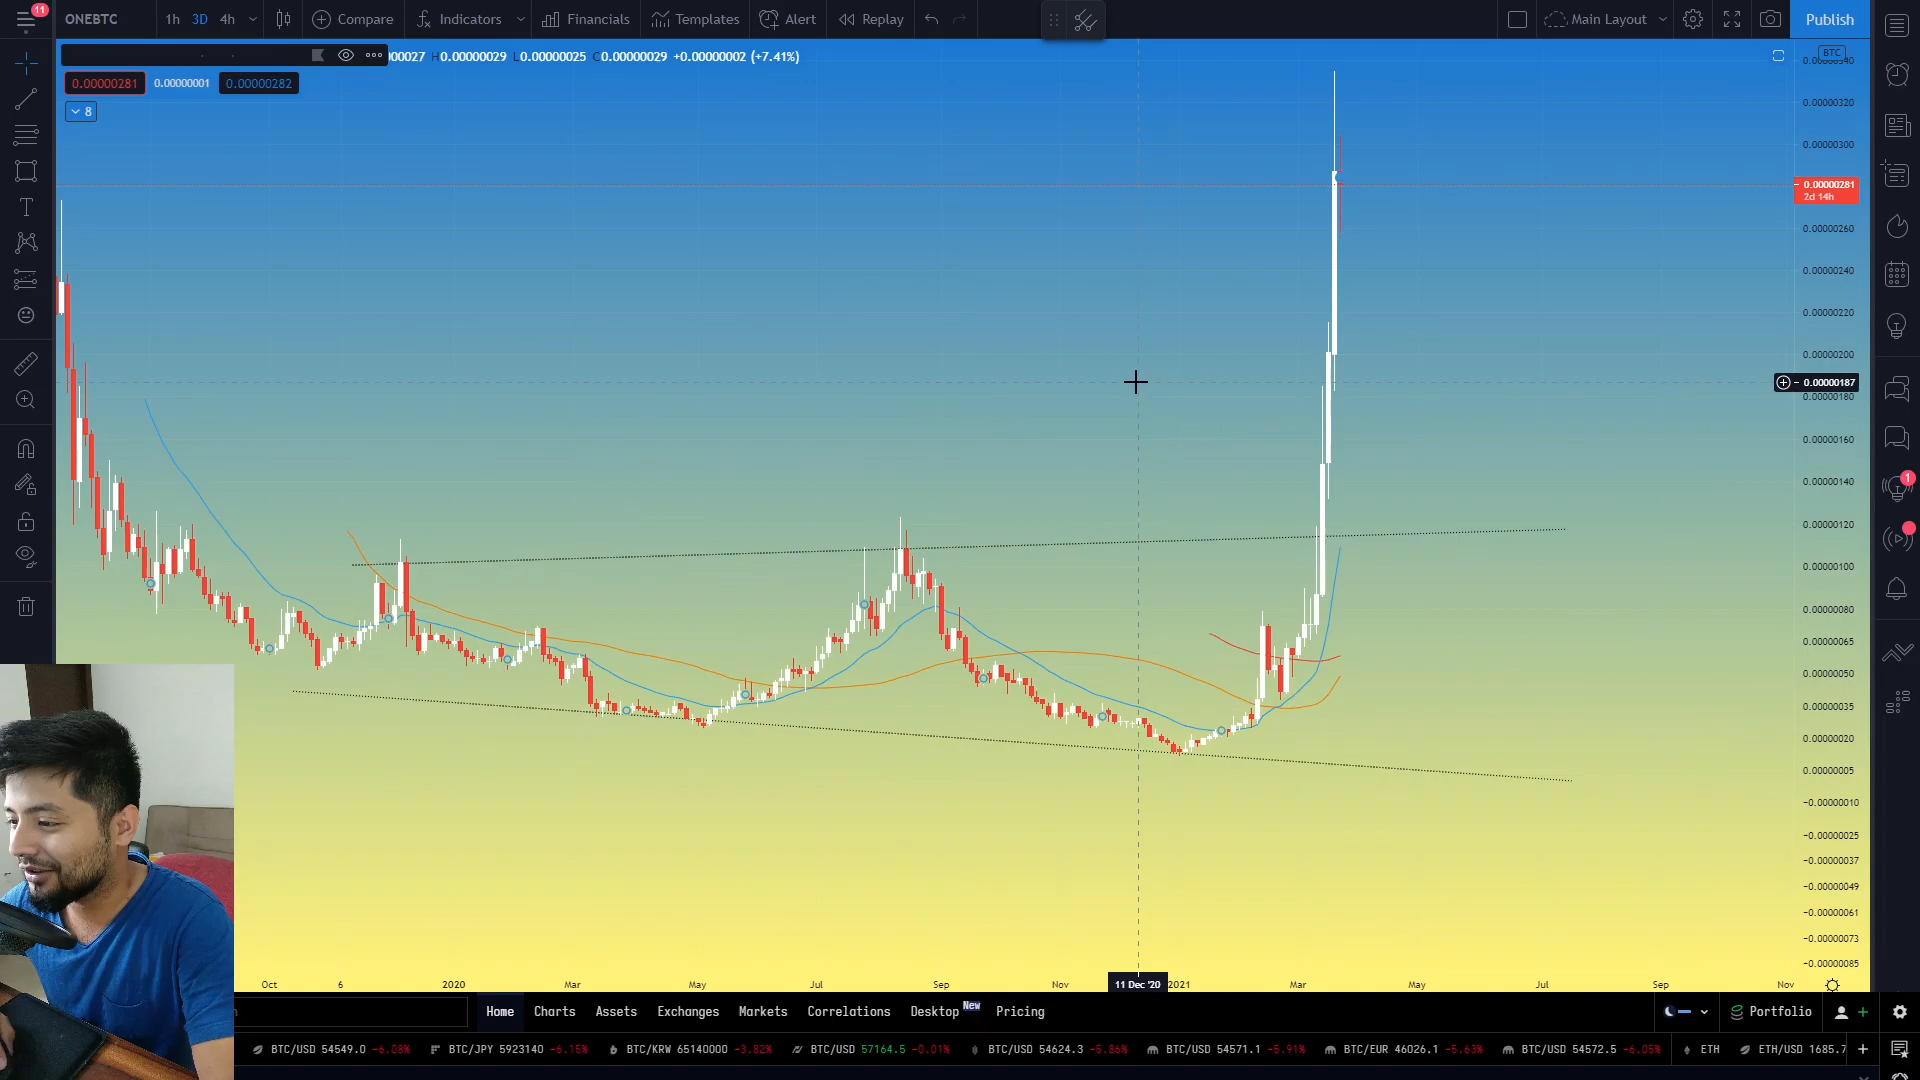 11
ONEBTC
1h 3D 4h
Compare
Indicators
Financials
Templates
Alert
Replay
Main Layout
Publish
00027 H0.00000029 L0.00000025 C0.00000029 +0.00000002 (+7.41%)
0.00000281 0.00000001 0.00000282
8
BTC
0.00000320
0.00000300
0.00000281
2d 14h
0.00000260
0.00000240
0.00000220
0.00000200
0.00000187
0.00000180
0.00000160
0.00000140
0.00000120
0.00000100
0.00000080
0.00000065
0.00000050
0.00000035
0.00000020
0.00000005
−0.00000010
−0.00000025
−0.00000037
−0.00000049
−0.00000061
−0.00000073
−0.00000085
1
Oct 6 2020 Mar May Jul Sep Nov 11 Dec '20 2021 Mar May Jul Sep Nov
Home Charts Assets Exchanges Markets Correlations Desktop New Pricing
Portfolio
BTC/USD 54549.0 -6.08% BTC/JPY 5923140 -6.15% BTC/KRW 65140000 -3.82% BTC/USD 57164.5 -0.01% BTC/USD 54624.3 -5.86% BTC/USD 54571.1 -5.91% BTC/EUR 46026.1 -5.63% BTC/USD 54572.5 -6.05% ETH ETH/USD 1685.7